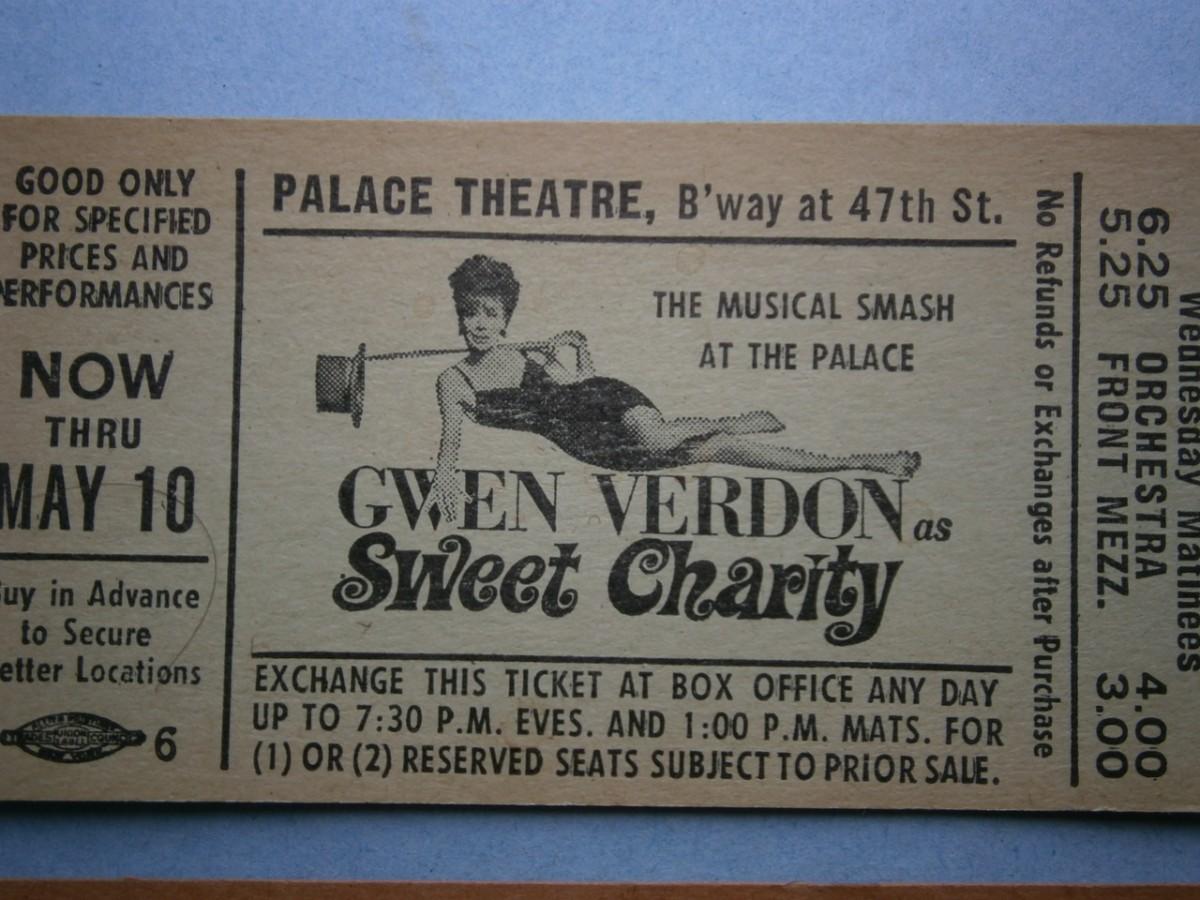 GOOD ONLY
FOR SPECIFIED
PRICES AND
ERFORMANCES
NOW
THRU
MAY 10
uy in Advance
to Secure
etter Locations
6
PALACE THEATRE, B'way at 47th St.
THE MUSICAL SMASH
AT THE PALACE
GWEN VERDON as
Sweet Charity
EXCHANGE THIS TICKET AT BOX OFFICE ANY DAY
UP TO 7:30 P.M. EVES. AND 1:00 P.M. MATS. FOR
(1) OR (2) RESERVED SEATS SUBJECT TO PRIOR SALE.
No Refunds or Exchanges after Purchase
Wednesday Matinees
6.25 ORCHESTRA 4.00
5.25 FRONT MEZZ. 3.00